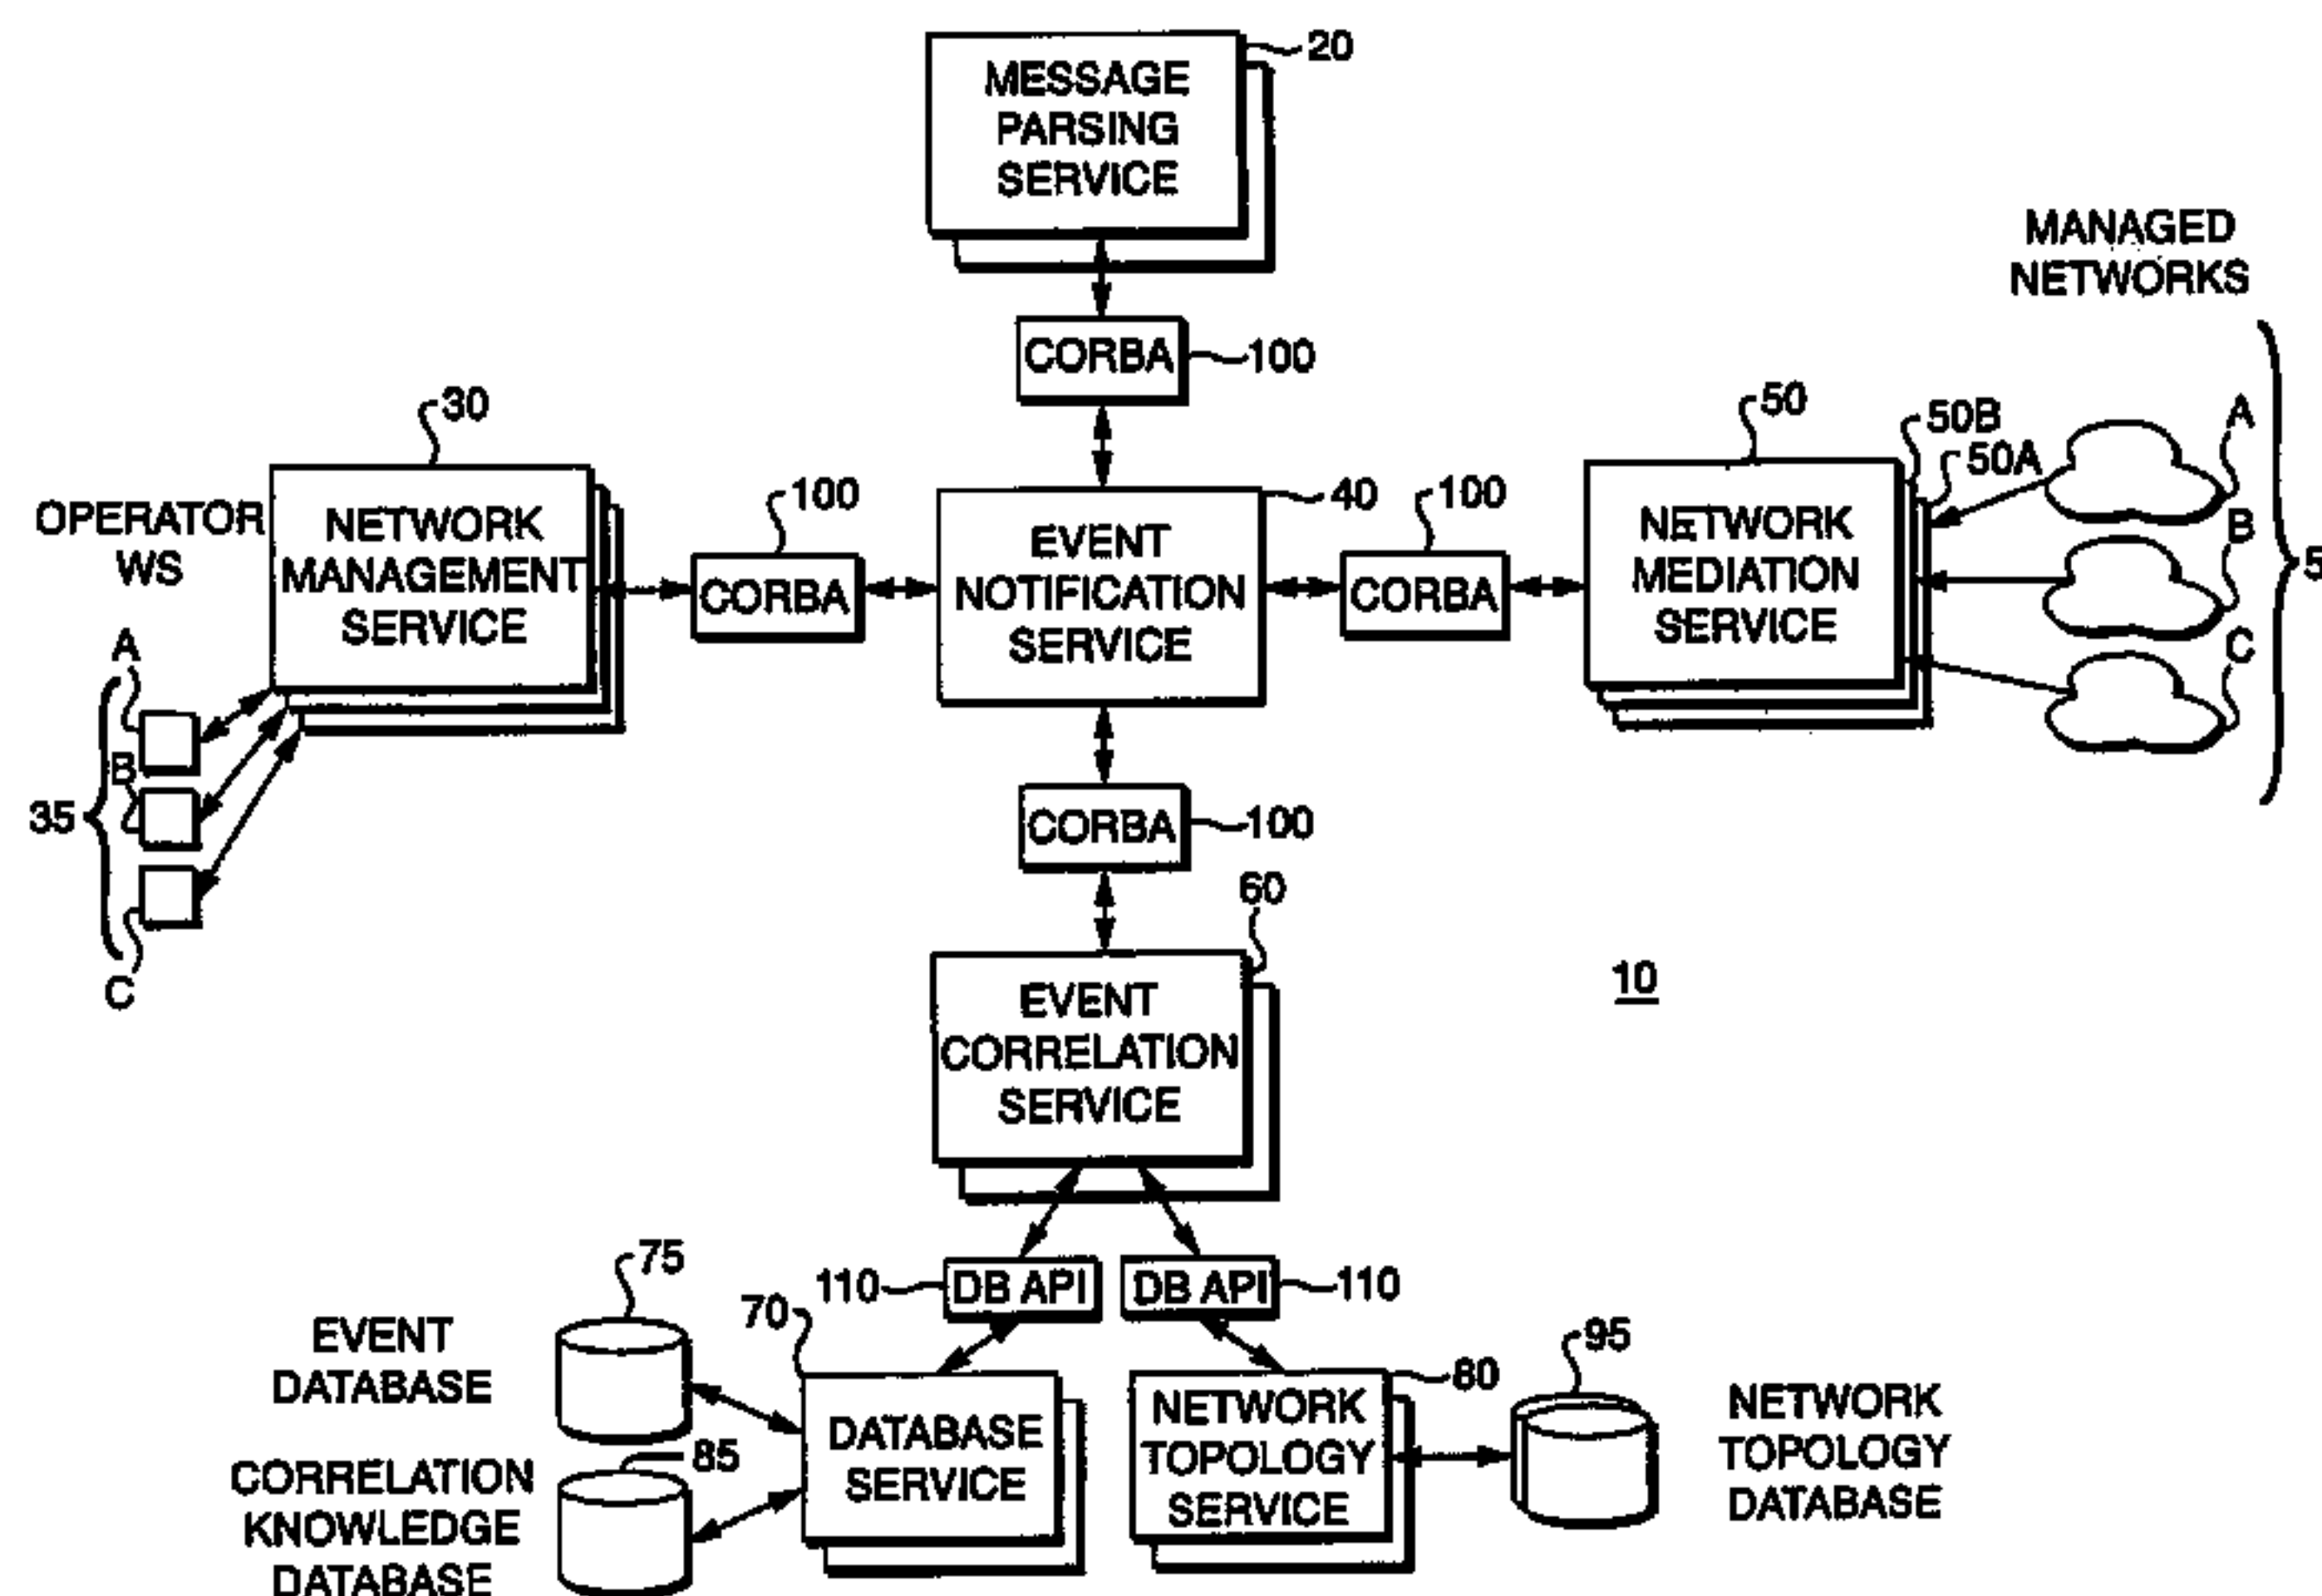 20
MESSAGE
PARSING
SERVICE
MANAGED
NETWORKS
CORBA
100
30
50
50B
50A
A
B
C
OPERATOR
WS
NETWORK
MANAGEMENT
SERVICE
100
CORBA
40
EVENT
NOTIFICATION
SERVICE
100
CORBA
NETWORK
MEDIATION
SERVICE
5
A
B
C
35
CORBA
100
60
10
EVENT
CORRELATION
SERVICE
110
DB API
DB API
110
75
70
EVENT
DATABASE
85
CORRELATION
KNOWLEDGE
DATABASE
DATABASE
SERVICE
80
NETWORK
TOPOLOGY
SERVICE
95
NETWORK
TOPOLOGY
DATABASE